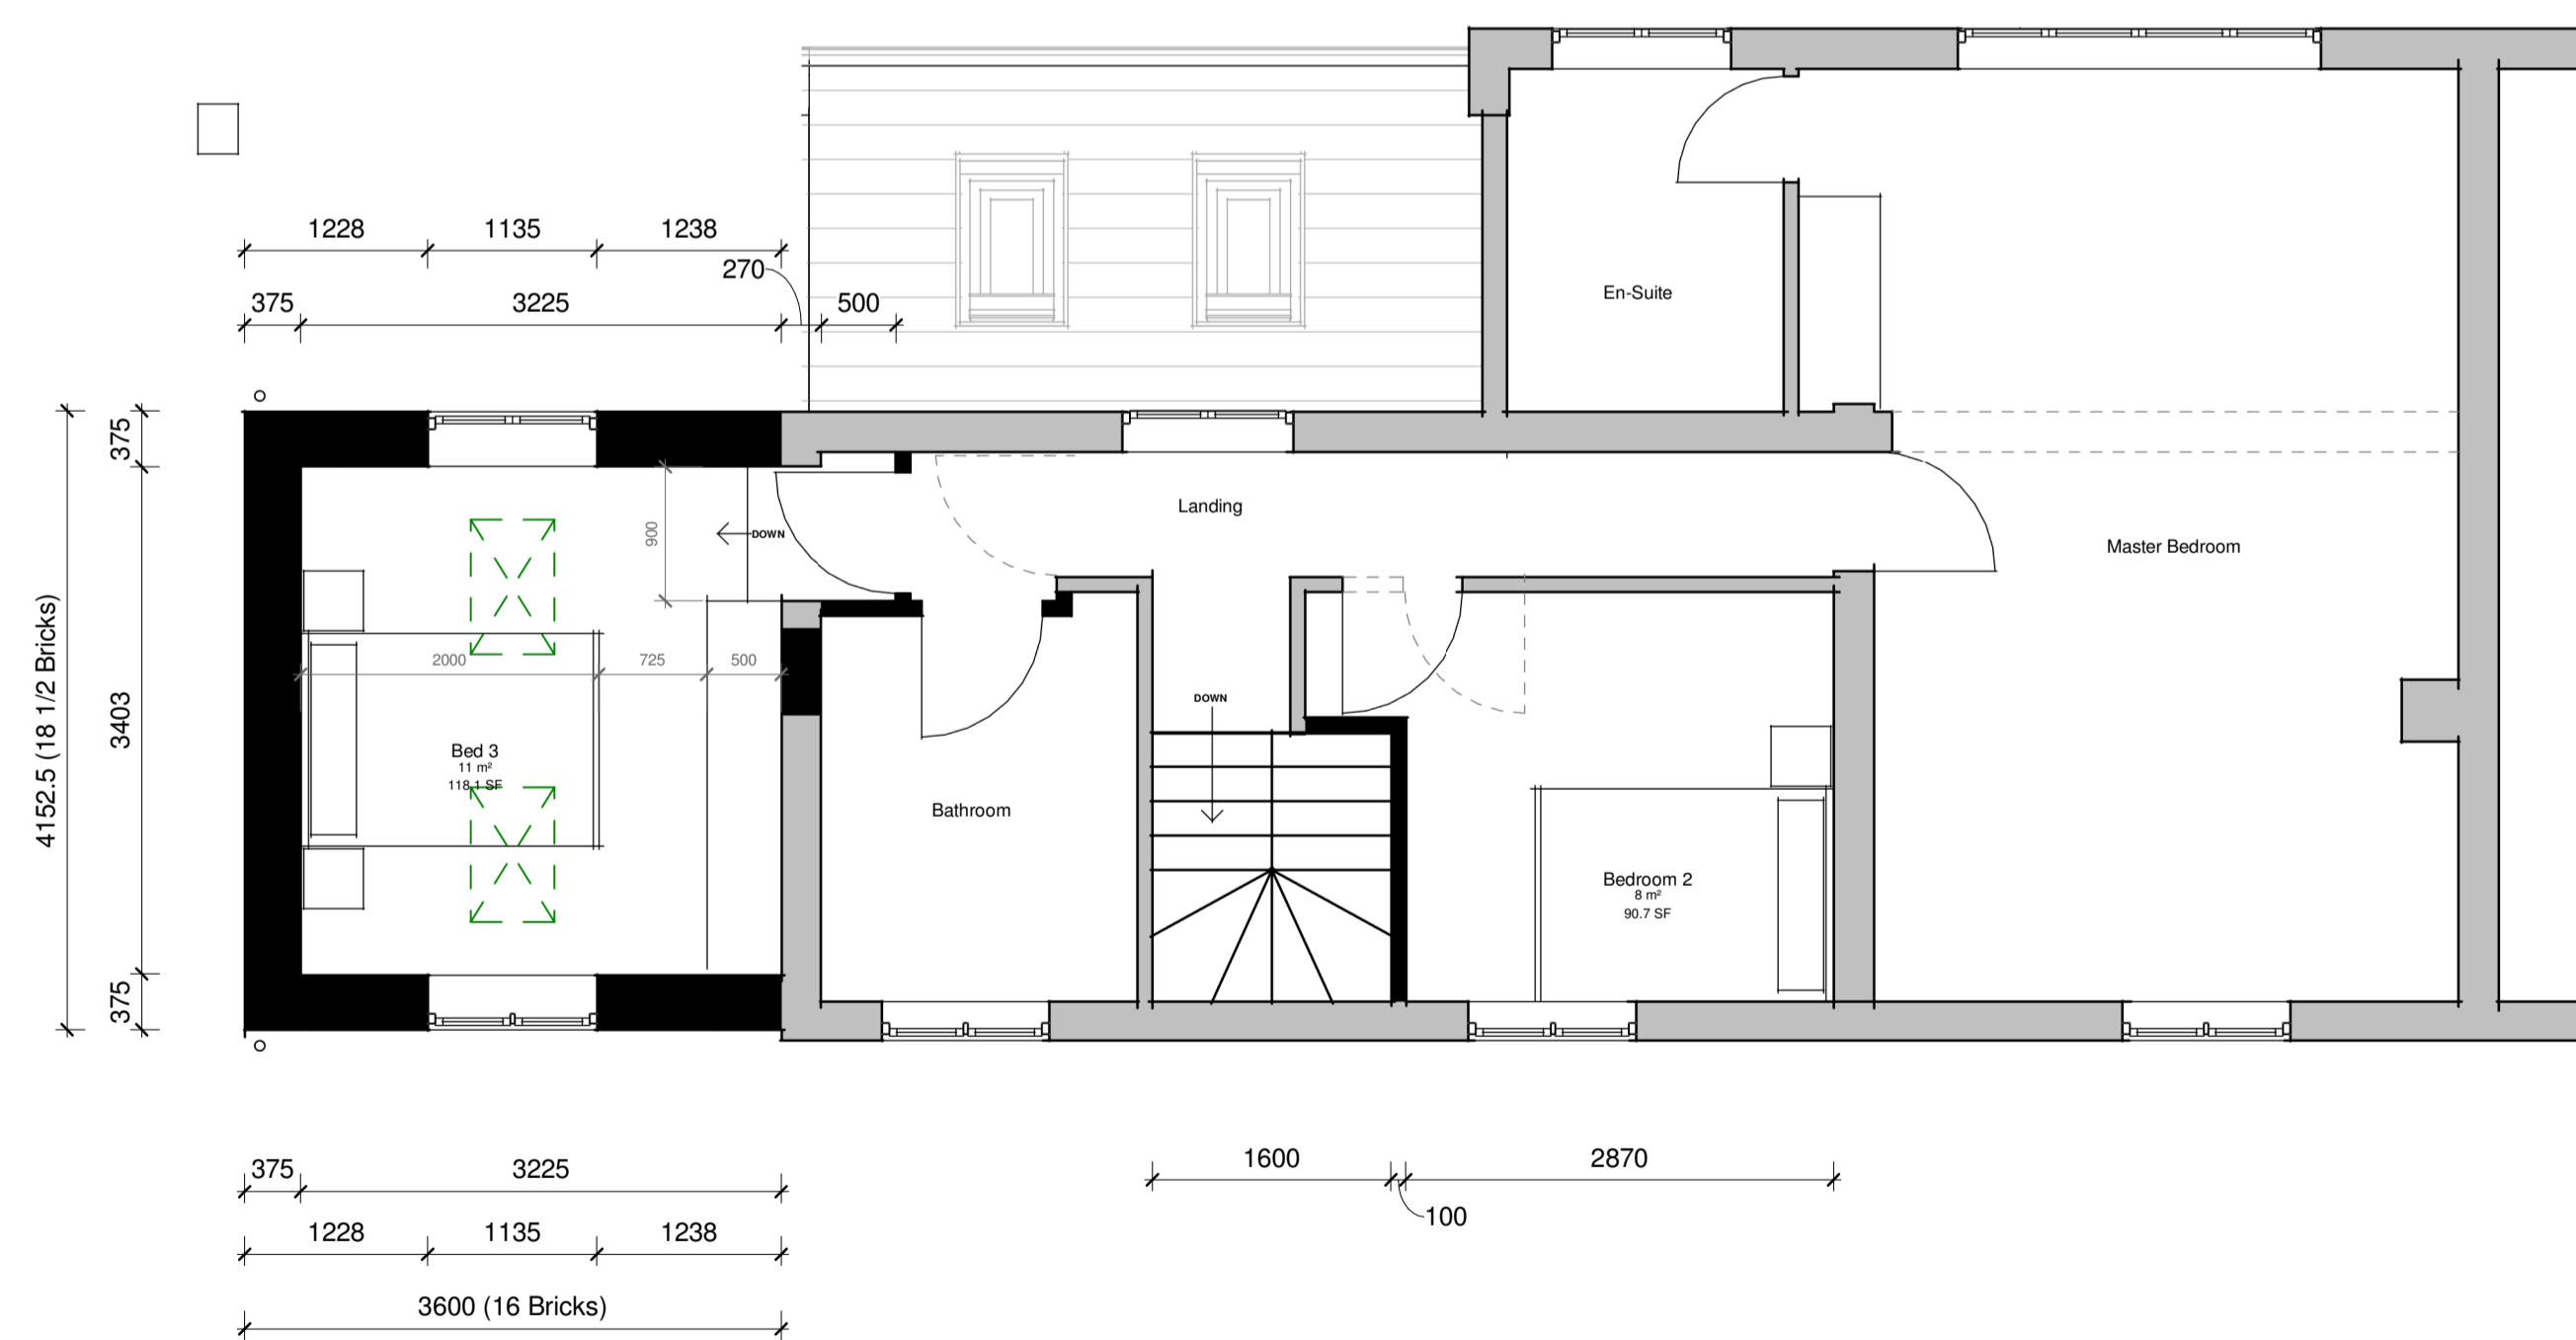 1228
1135
1238
270
375
3225
500
En-Suite
4152.5 (18 1/2 Bricks)
375
3403
375
900
DOWN
Landing
Master Bedroom
2000
725
500
DOWN
Bed 3
11 m²
118.1 SF
Bathroom
Bedroom 2
8 m²
90.7 SF
375
3225
1228
1135
1238
3600 (16 Bricks)
1600
2870
100